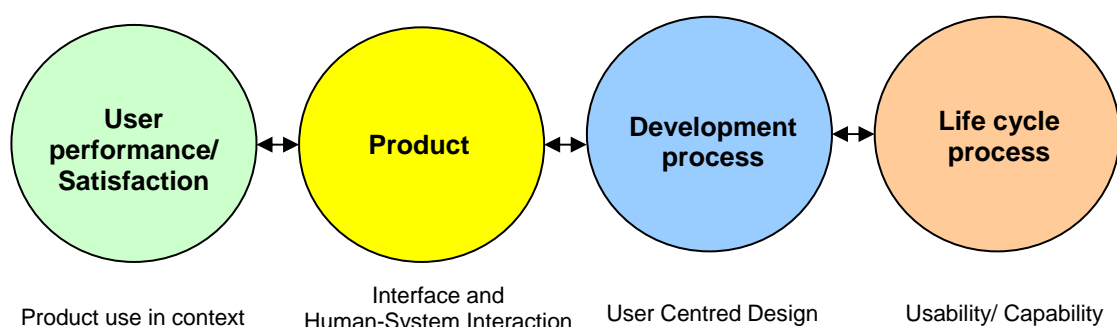 User
performance/
Satisfaction
Product
Development
process
Life cycle
process
Product use in context
Interface and
Human-System Interaction
User Centred Design
Usability/ Capability